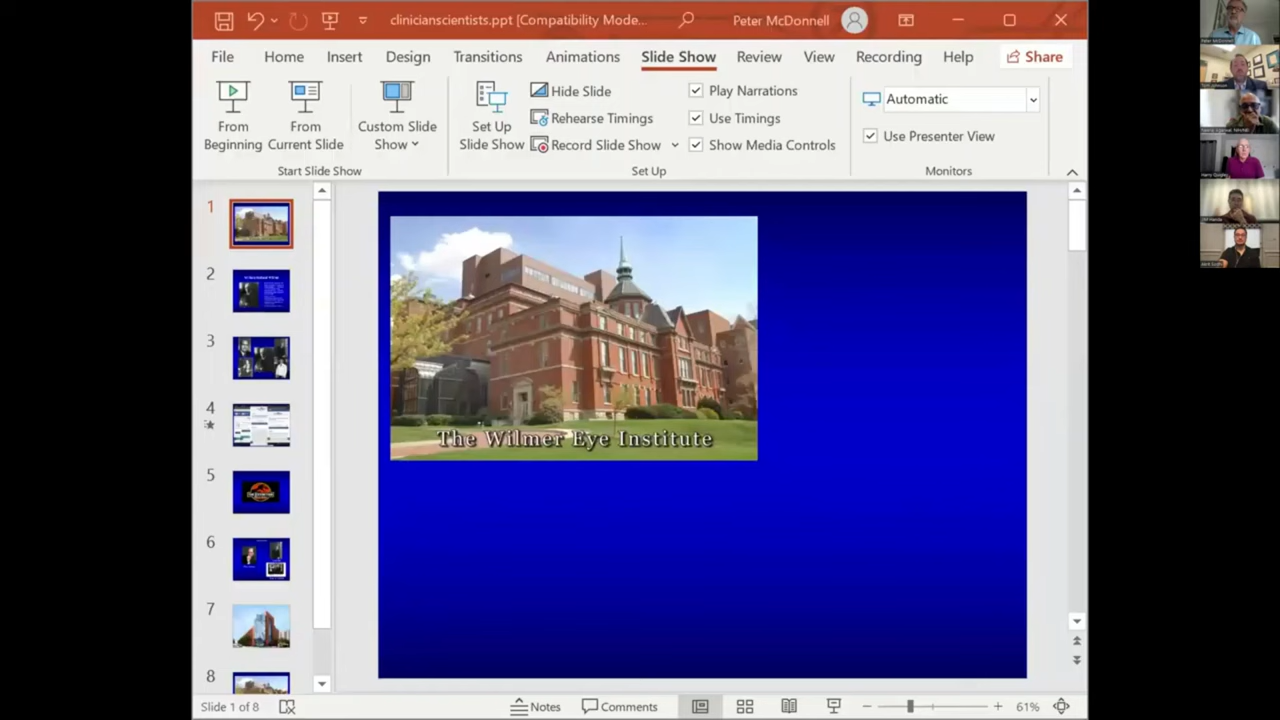 clinicianscientists.ppt [Compatibility Mode...
Peter McDonnell
File
Home
Insert
Design
Transitions
Animations
Slide Show
Review
View
Recording
Help
Share
From
Beginning
From
Current Slide
Custom Slide
Show
Set Up
Slide Show
Hide Slide
Rehearse Timings
Record Slide Show
Play Narrations
Use Timings
Show Media Controls
Automatic
Use Presenter View
Start Slide Show
Set Up
Monitors
1
2
3
4
5
6
7
8
The Wilmer Eye Institute
Slide 1 of 8
Notes
Comments
61%